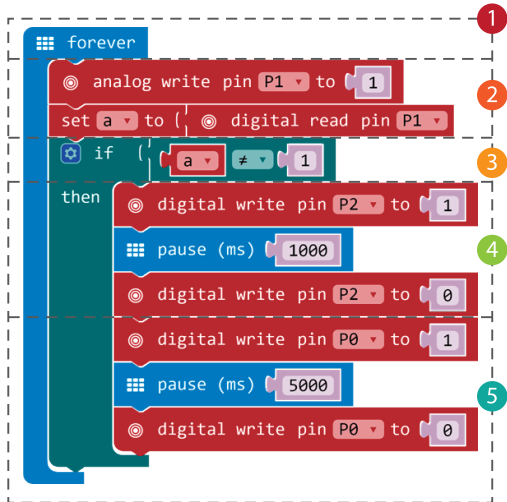 1
forever
analog write pin P1 to 1
2
set a to ( digital read pin P1
if ( a ≠ 1
3
then digital write pin P2 to 1
pause (ms) 1000
4
digital write pin P2 to 0
digital write pin P0 to 1
pause (ms) 5000
5
digital write pin P0 to 0